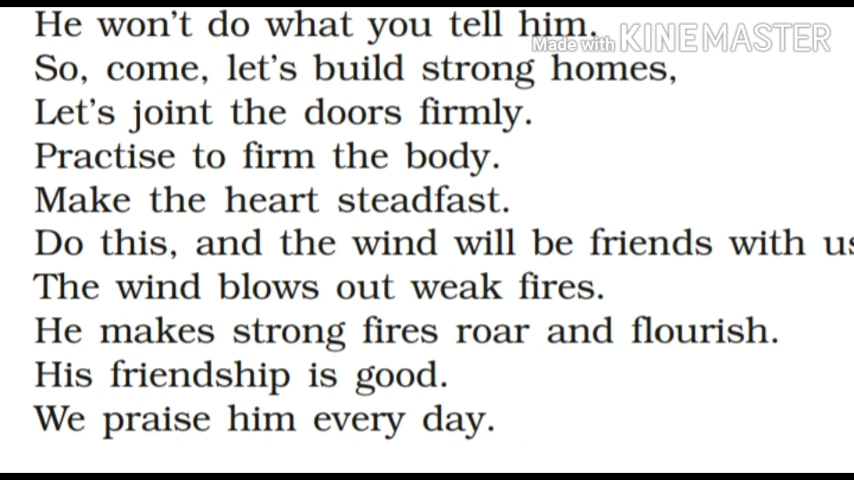 He won't do what you tell him.
Made with KINEMASTER
So, come, let's build strong homes,
Let's joint the doors firmly.
Practise to firm the body.
Make the heart steadfast.
Do this, and the wind will be friends with us
The wind blows out weak fires.
He makes strong fires roar and flourish.
His friendship is good.
We praise him every day.